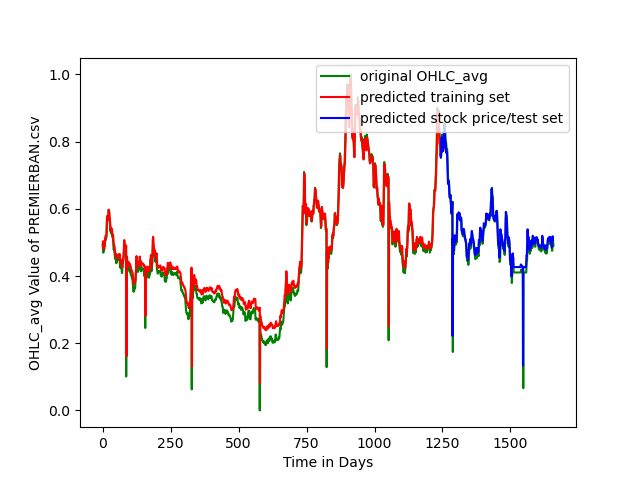 original OHLC_avg
predicted training set
predicted stock price/test set
OHLC_avg Value of PREMIERBAN.csv
1.0
0.8
0.6
0.4
0.2
0.0
0
250
500
750
1000
1250
1500
Time in Days